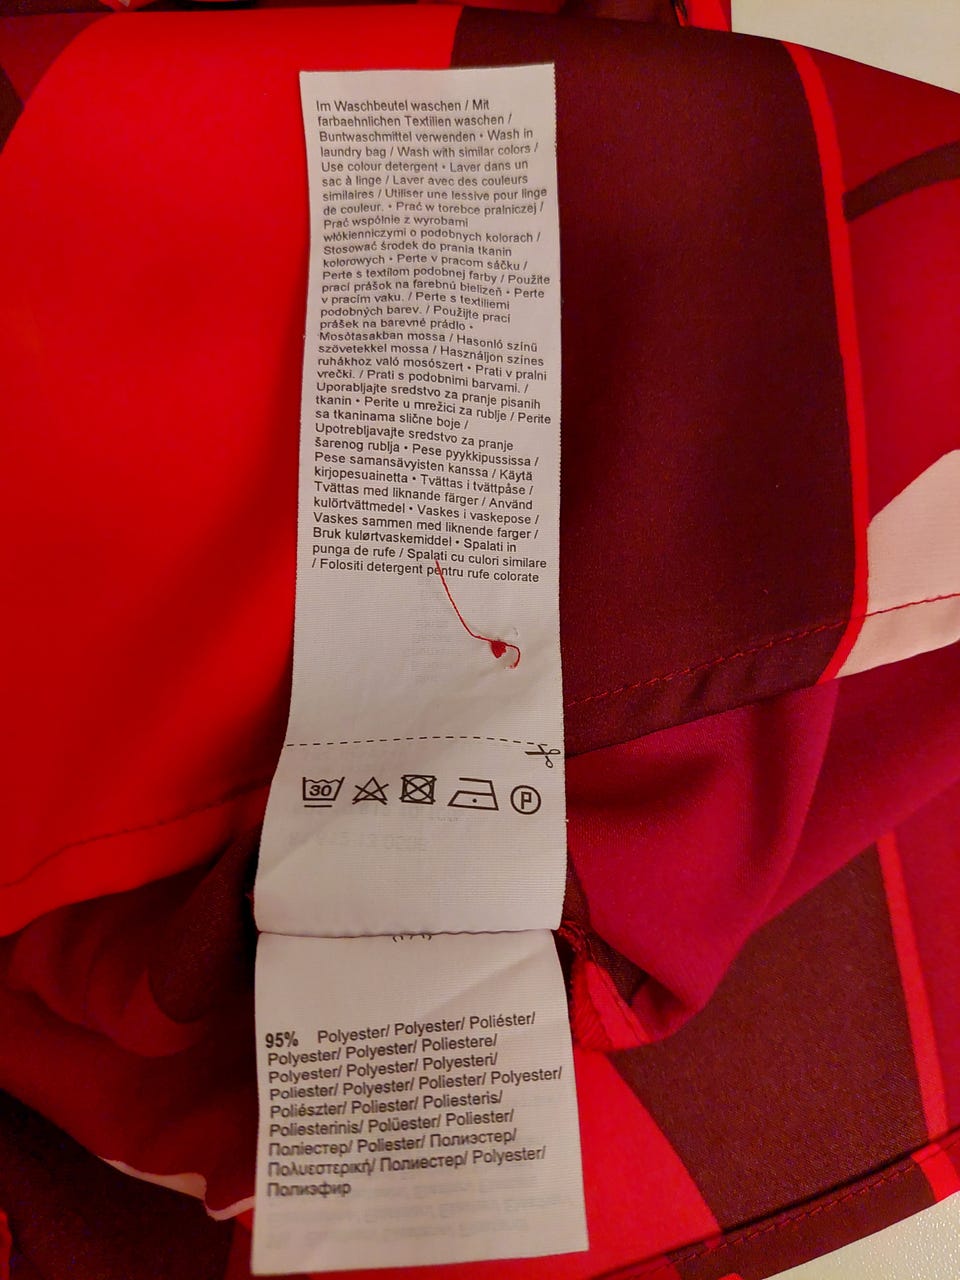 Im Waschbeutel waschen / Mit
farbaehnlichen Textilien waschen /
Buntwaschmittel verwenden • Wash in
laundry bag / Wash with similar colors /
Use colour detergent • Laver dans un
sac à linge / Laver avec des couleurs
similaires / Utiliser une lessive pour linge
de couleur. • Prać w torebce pralniczej /
Prać wspólnie z wyrobami
włókienniczymi o podobnych kolorach /
Stosować środek do prania tkanin
kolorowych • Perte v pracom sáčku /
Perte s textílom podobnej farby / Použite
prací prášok na farebnú bielizeň • Perte
v pracím vaku. / Perte s textiliemi
podobných barev. / Použijte prací
prášek na barevné prádlo •
Mosótasakban mossa / Hasonló színű
szövetekkel mossa / Használjon színes
ruhákhoz való mosószert • Prati v pralni
vrečki. / Prati s podobnimi barvami. /
Uporabljajte sredstvo za pranje pisanih
tkanin • Perite u mrežici za rublje / Perite
sa tkaninama slične boje /
Upotrebljavajte sredstvo za pranje
šarenog rublja • Pese pyykkipussissa /
Pese samansävyisten kanssa / Käytä
kirjopesuainetta • Tvättas i tvättpåse /
Tvättas med liknande färger / Använd
kulörtvättmedel • Vaskes i vaskepose /
Vaskes sammen med liknende farger /
Bruk kulørtvaskemiddel • Spalati in
punga de rufe / Spalati cu culori similare
/ Folositi detergent pentru rufe colorate
30 P
95% Polyester/ Polyester/ Poliéster/
Polyester/ Polyester/ Poliestere/
Polyester/ Polyester/ Polyesteri/
Poliester/ Polyester/ Poliester/ Polyester/
Poliészter/ Poliester/ Poliesteris/
Poliesterinis/ Polüester/ Poliester/
Поліестер/ Poliester/ Полиэстер/
Πολυεστερική/ Полиестер/ Polyester/
Полиэфир